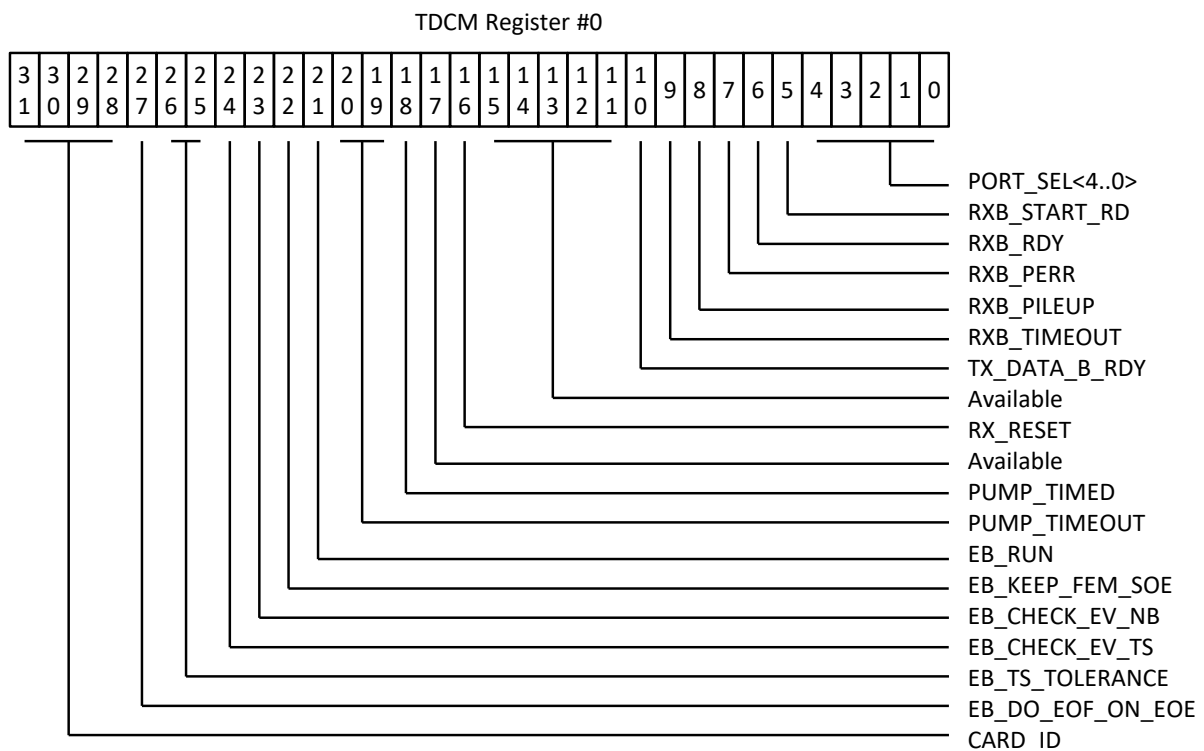 TDCM Register #0
3 3 2 2 2 2 2 2 2 2 2 2 1 1 1 1 1 1 1 1 1 1 9 8 7 6 5 4 3 2 1 0
1 0 9 8 7 6 5 4 3 2 1 0 9 8 7 6 5 4 3 2 1 0
PORT_SEL<4..0>
RXB_START_RD
RXB_RDY
RXB_PERR
RXB_PILEUP
RXB_TIMEOUT
TX_DATA_B_RDY
Available
RX_RESET
Available
PUMP_TIMED
PUMP_TIMEOUT
EB_RUN
EB_KEEP_FEM_SOE
EB_CHECK_EV_NB
EB_CHECK_EV_TS
EB_TS_TOLERANCE
EB_DO_EOF_ON_EOE
CARD_ID